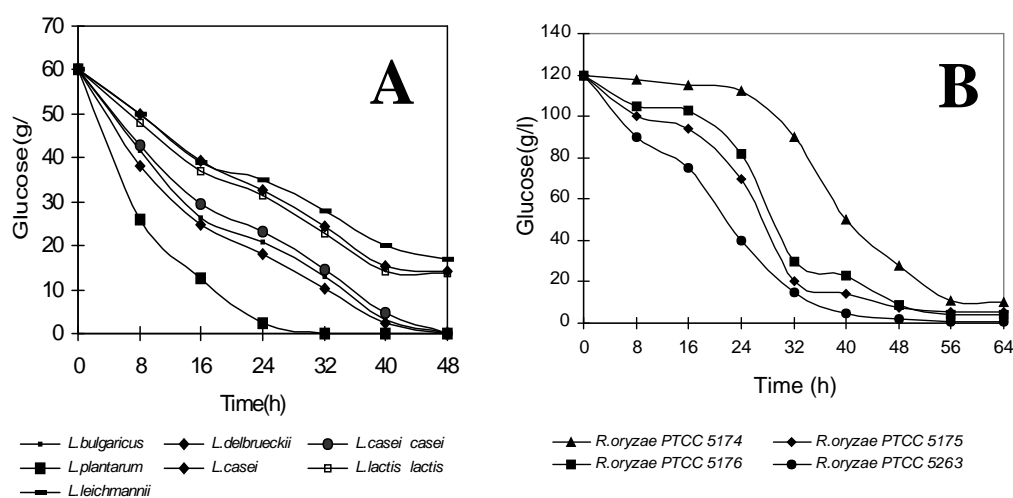 A
Glucose(g/
70
60
50
40
30
20
10
0
0 8 16 24 32 40 48
Time(h)
L.bulgaricus L.delbrueckii L.casei casei
L.plantarum L.casei L.lactis lactis
L.leichmannii
B
Glucose(g/l)
140
120
100
80
60
40
20
0
0 8 16 24 32 40 48 56 64
Time (h)
R.oryzae PTCC 5174 R.oryzae PTCC 5175
R.oryzae PTCC 5176 R.oryzae PTCC 5263